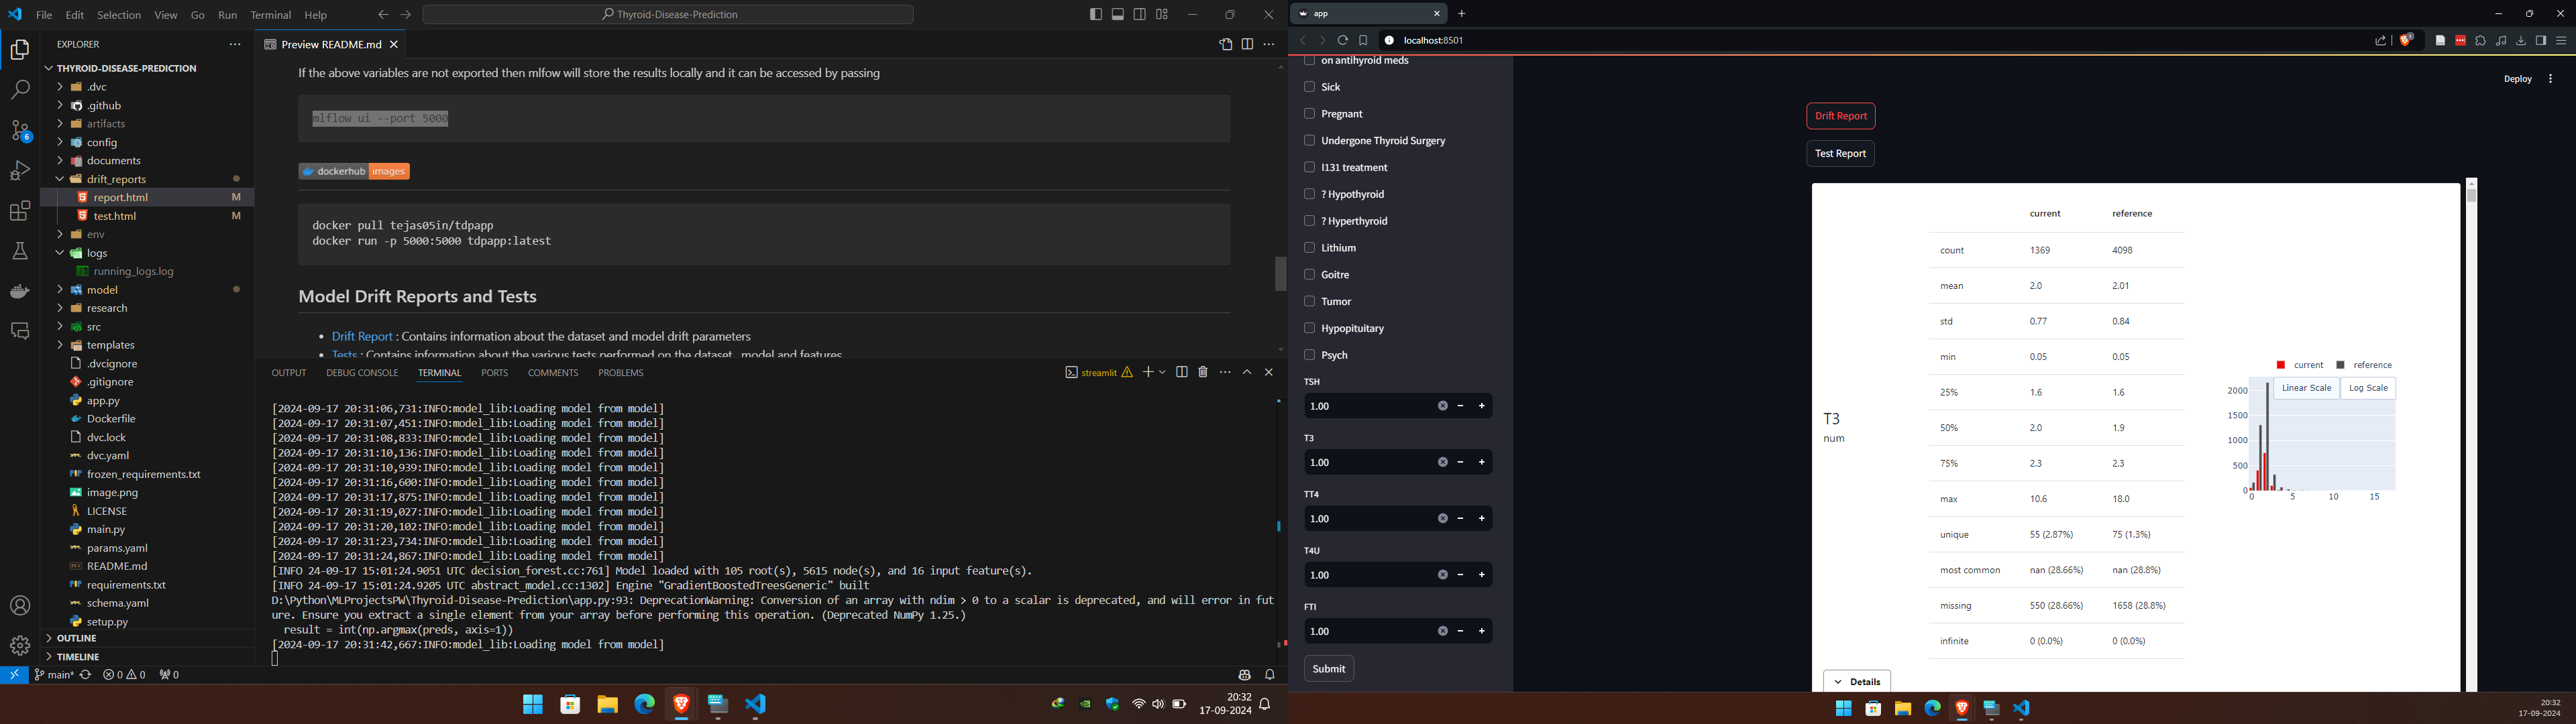 File Edit Selection View Go Run Terminal Help
Thyroid-Disease-Prediction
EXPLORER
THYROID-DISEASE-PREDICTION
.dvc
.github
artifacts
config
documents
drift_reports
report.html M
test.html M
env
logs
running_logs.log
model
research
src
templates
.dvcignore
.gitignore
app.py
Dockerfile
dvc.lock
dvc.yaml
frozen_requirements.txt
image.png
LICENSE
main.py
params.yaml
README.md
requirements.txt
schema.yaml
setup.py
OUTLINE
TIMELINE
6
Preview README.md
If the above variables are not exported then mlfow will store the results locally and it can be accessed by passing
mlflow ui --port 5000
dockerhub images
docker pull tejas05in/tdpapp
docker run -p 5000:5000 tdpapp:latest
Model Drift Reports and Tests
• Drift Report : Contains information about the dataset and model drift parameters
• Tests : Contains information about the various tests performed on the dataset , model and features
OUTPUT DEBUG CONSOLE TERMINAL PORTS COMMENTS PROBLEMS
streamlit
[2024-09-17 20:31:06,731:INFO:model_lib:Loading model from model]
[2024-09-17 20:31:07,451:INFO:model_lib:Loading model from model]
[2024-09-17 20:31:08,833:INFO:model_lib:Loading model from model]
[2024-09-17 20:31:10,136:INFO:model_lib:Loading model from model]
[2024-09-17 20:31:10,939:INFO:model_lib:Loading model from model]
[2024-09-17 20:31:16,600:INFO:model_lib:Loading model from model]
[2024-09-17 20:31:17,875:INFO:model_lib:Loading model from model]
[2024-09-17 20:31:19,027:INFO:model_lib:Loading model from model]
[2024-09-17 20:31:20,102:INFO:model_lib:Loading model from model]
[2024-09-17 20:31:23,734:INFO:model_lib:Loading model from model]
[2024-09-17 20:31:24,867:INFO:model_lib:Loading model from model]
[INFO 24-09-17 15:01:24.9051 UTC decision_forest.cc:761] Model loaded with 105 root(s), 5615 node(s), and 16 input feature(s).
[INFO 24-09-17 15:01:24.9205 UTC abstract_model.cc:1302] Engine "GradientBoostedTreesGeneric" built
D:\Python\MLProjectsPW\Thyroid-Disease-Prediction\app.py:93: DeprecationWarning: Conversion of an array with ndim > 0 to a scalar is deprecated, and will error in fut
ure. Ensure you extract a single element from your array before performing this operation. (Deprecated NumPy 1.25.)
result = int(np.argmax(preds, axis=1))
[2024-09-17 20:31:42,667:INFO:model_lib:Loading model from model]
main* 0 0 0
20:32
17-09-2024
app
localhost:8501
1
on antihyroid meds
Sick
Pregnant
Undergone Thyroid Surgery
I131 treatment
? Hypothyroid
? Hyperthyroid
Lithium
Goitre
Tumor
Hypopituitary
Psych
TSH
1.00 − +
T3
1.00 − +
TT4
1.00 − +
T4U
1.00 − +
FTI
1.00 − +
Submit
Deploy
Drift Report
Test Report
T3
num
current reference
count 1369 4098
mean 2.0 2.01
std 0.77 0.84
min 0.05 0.05
25% 1.6 1.6
50% 2.0 1.9
75% 2.3 2.3
max 10.6 18.0
unique 55 (2.87%) 75 (1.3%)
most common nan (28.66%) nan (28.8%)
missing 550 (28.66%) 1658 (28.8%)
infinite 0 (0.0%) 0 (0.0%)
current reference
Linear Scale Log Scale
2000
1500
1000
500
0
0 5 10 15
Details
20:32
17-09-2024